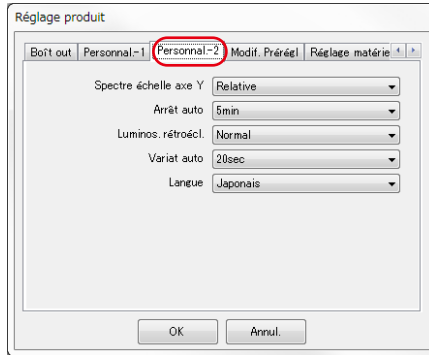 Réglage produit
Boît out Personnal.-1 Personnal.-2 Modif. Prérégl Réglage matérie
Spectre échelle axe Y Relative
Arrêt auto 5min
Luminos. rétroécl. Normal
Variat auto 20sec
Langue Japonais
OK Annul.